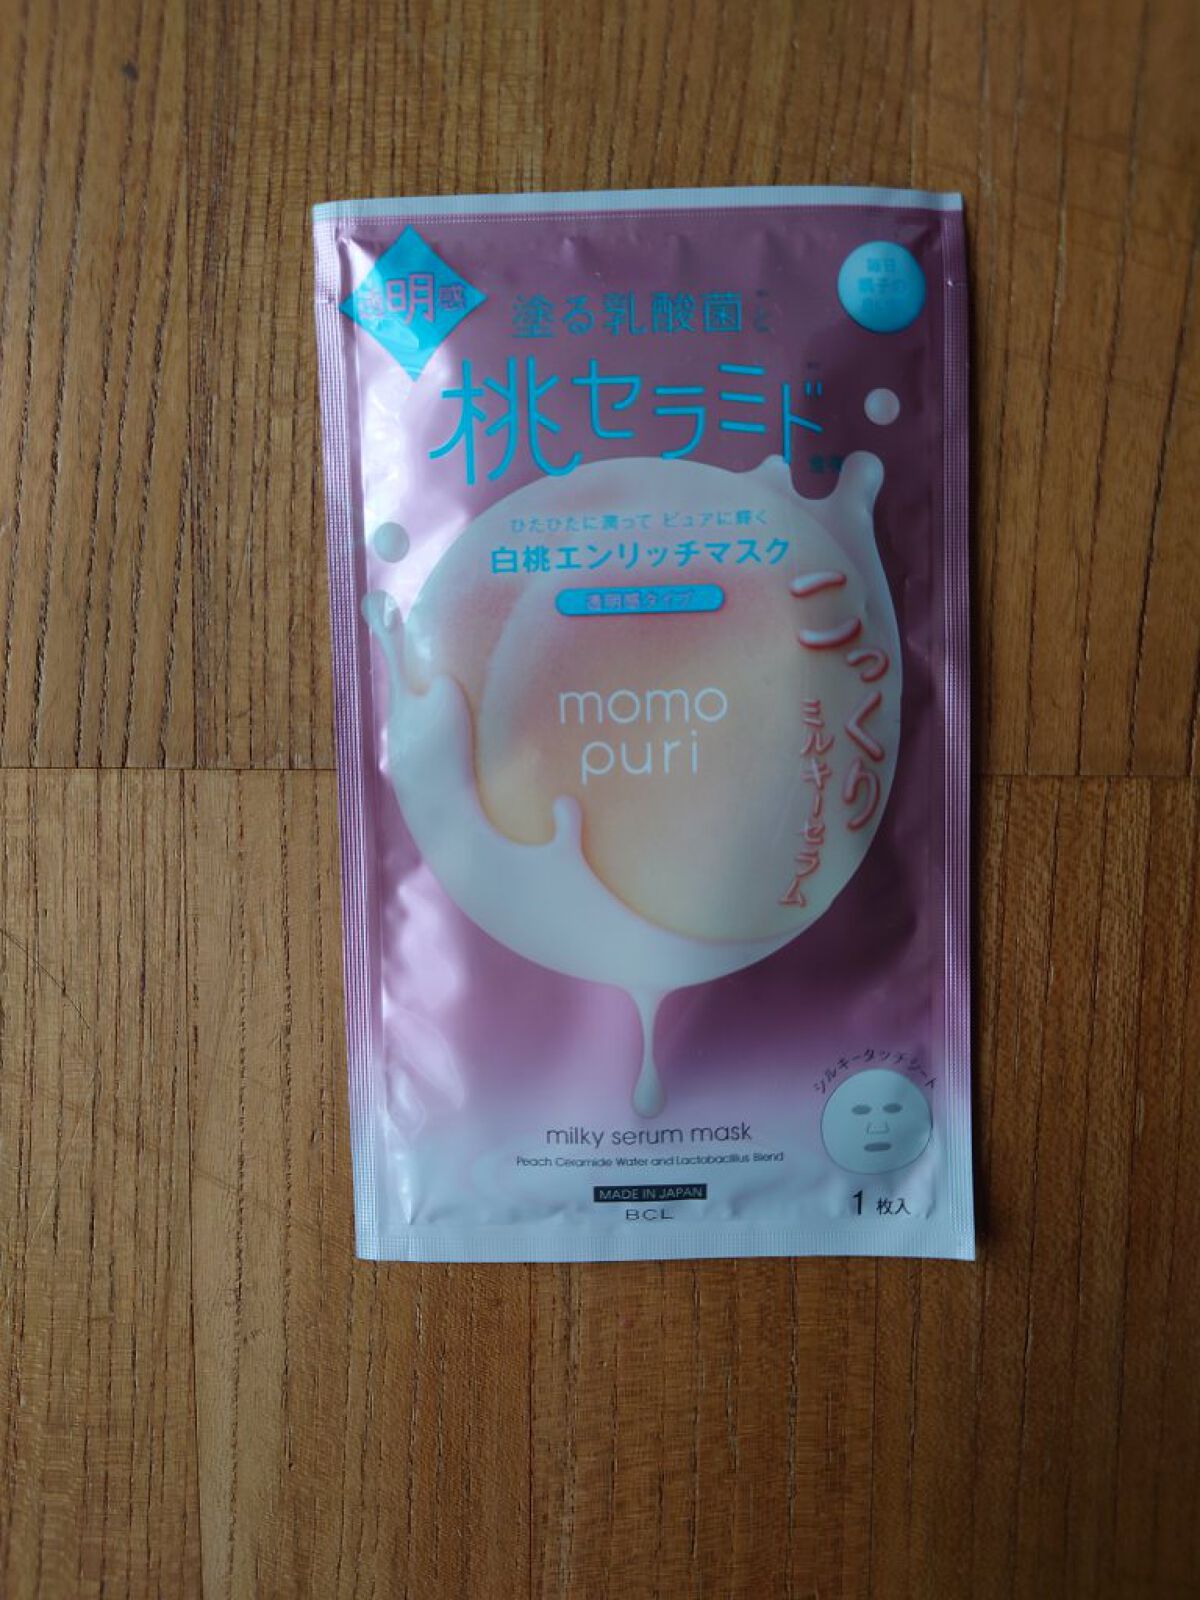 透明感
毎日
塗る乳酸菌と
桃セラミド
ひたひたに潤って ピュアに輝く
白桃エンリッチマスク
透明感タイプ
こっくり
ミルキーセラム
momo
puri
シルキータッチシート
milky serum mask
Peach Ceramide Water and Lactobacillus Blend
MADE IN JAPAN
BCL
1枚入